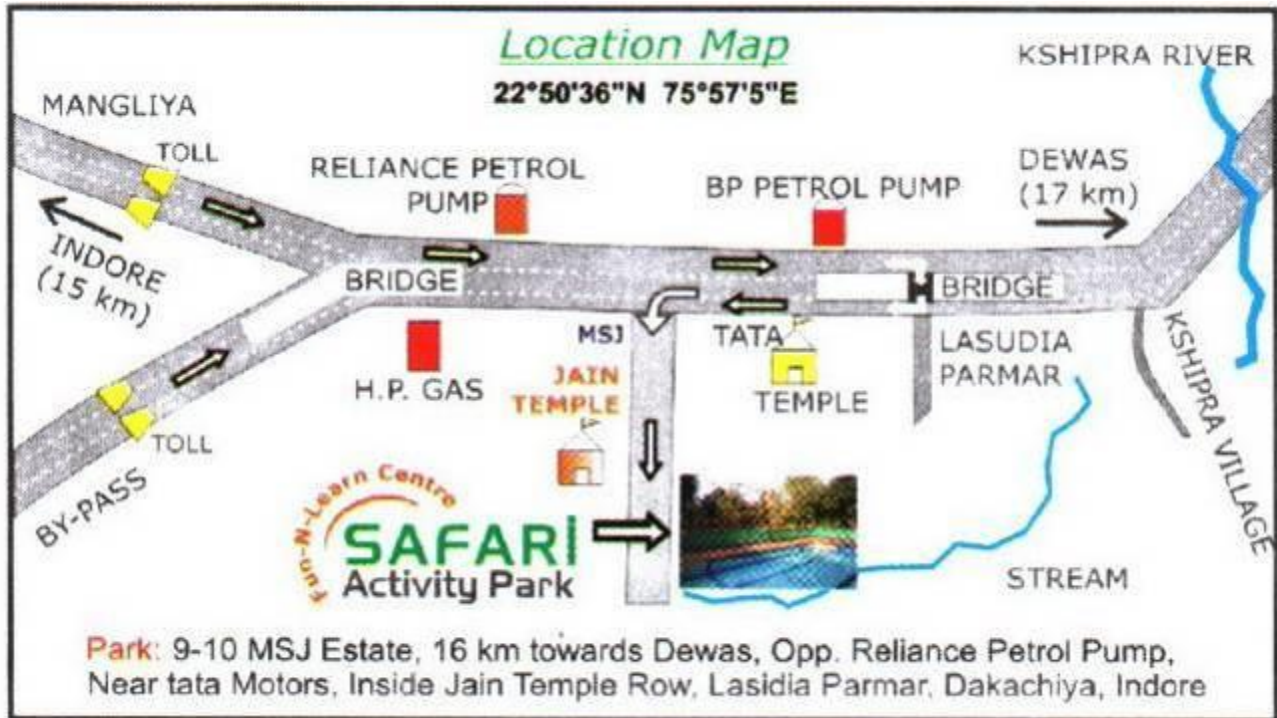 Location Map
22°50'36"N 75°57'5"E
KSHIPRA RIVER
MANGLIYA
TOLL
RELIANCE PETROL
PUMP
BP PETROL PUMP
DEWAS
(17 km)
INDORE
(15 km)
BRIDGE
BRIDGE
MSJ
TATA
LASUDIA
PARMAR
H.P. GAS
JAIN
TEMPLE
TEMPLE
KSHIPRA VILLAGE
TOLL
BY-PASS
Fun-N-Learn Centre
SAFARI
Activity Park
STREAM
Park: 9-10 MSJ Estate, 16 km towards Dewas, Opp. Reliance Petrol Pump,
Near tata Motors, Inside Jain Temple Row, Lasidia Parmar, Dakachiya, Indore